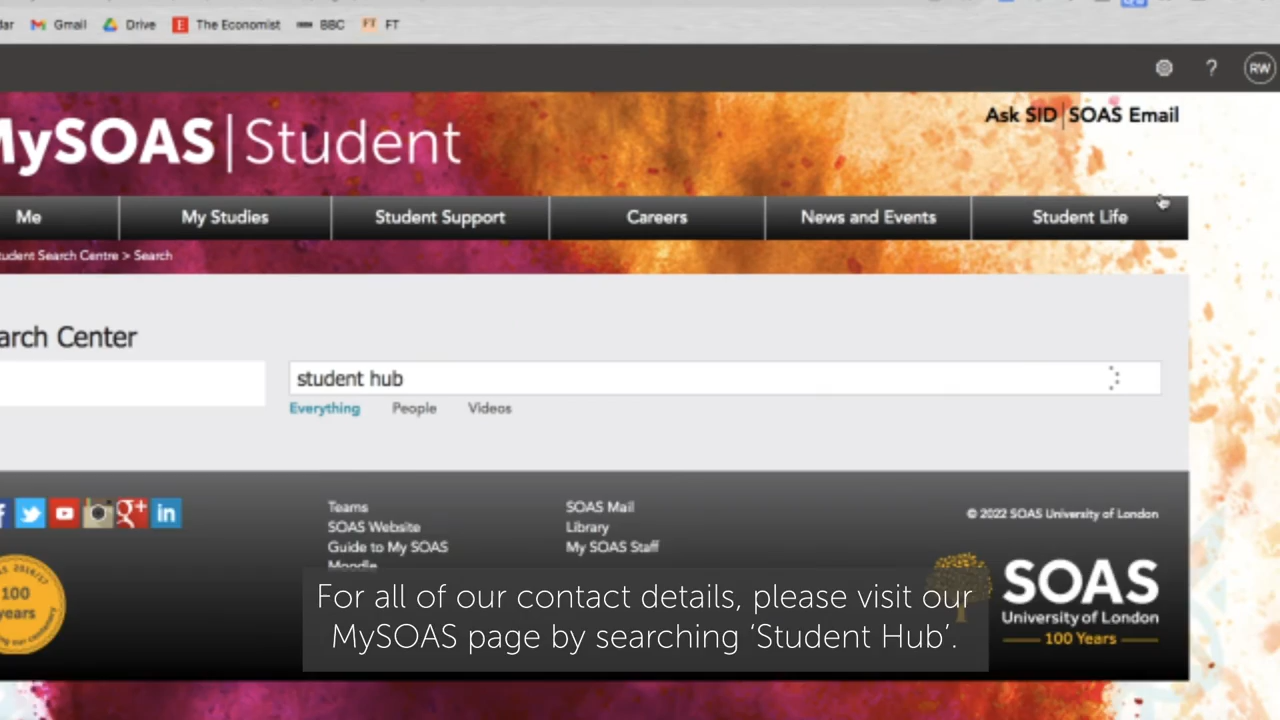 Gmail Drive The Economist BBC FT FT
? RW
Ask SID | SOAS Email
MySOAS | Student
Me My Studies Student Support Careers News and Events Student Life
Student Search Centre > Search
Search Center
student hub
Everything People Videos
Teams SOAS Mail
SOAS Website Library
Guide to My SOAS My SOAS Staff
Moodle
© 2022 SOAS University of London
100
years
SOAS
University of London
100 Years
For all of our contact details, please visit our
MySOAS page by searching ‘Student Hub’.